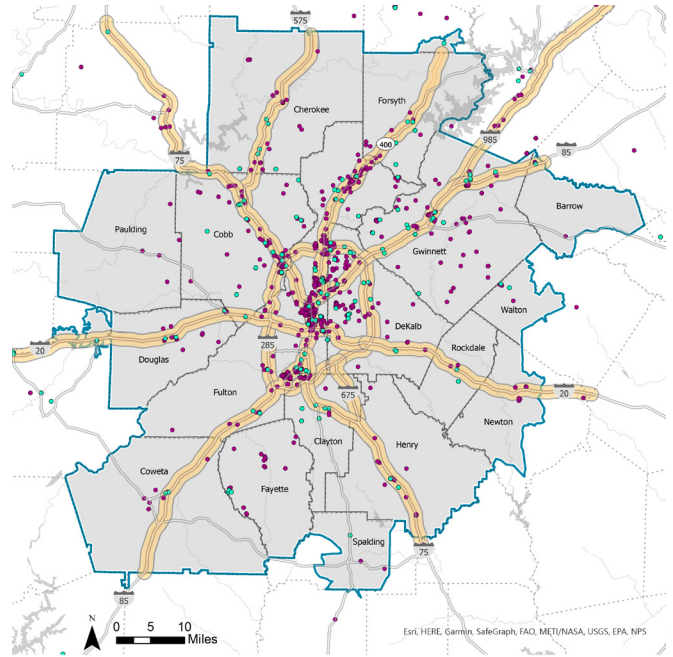 575
Cherokee
Forsyth
400
985
75
85
Barrow
Paulding
Cobb
Gwinnett
Walton
DeKalb
20
285
Rockdale
Douglas
Fulton
675
20
Newton
Clayton
Henry
Coweta
Fayette
Spalding
75
85
N
0 5 10
Miles
Esri, HERE, Garmin, SafeGraph, FAO, METI/NASA, USGS, EPA, NPS